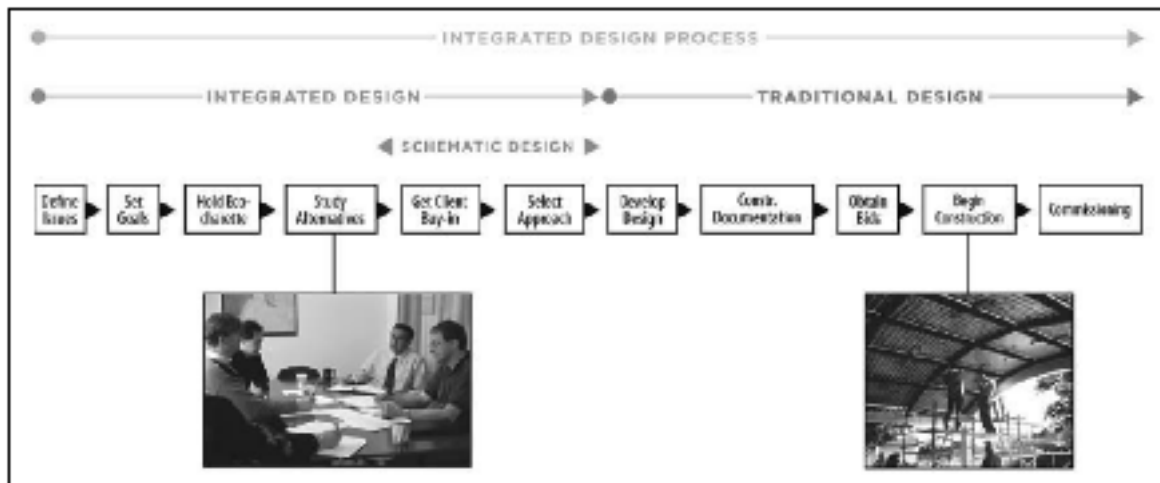 INTEGRATED DESIGN PROCESS
INTEGRATED DESIGN
TRADITIONAL DESIGN
SCHEMATIC DESIGN
Define
Issues
Set
Goals
Hold Eco-
charette
Study
Alternatives
Get Client
Buy-in
Select
Approach
Develop
Design
Constr.
Documentation
Obtain
Bids
Begin
Construction
Commissioning